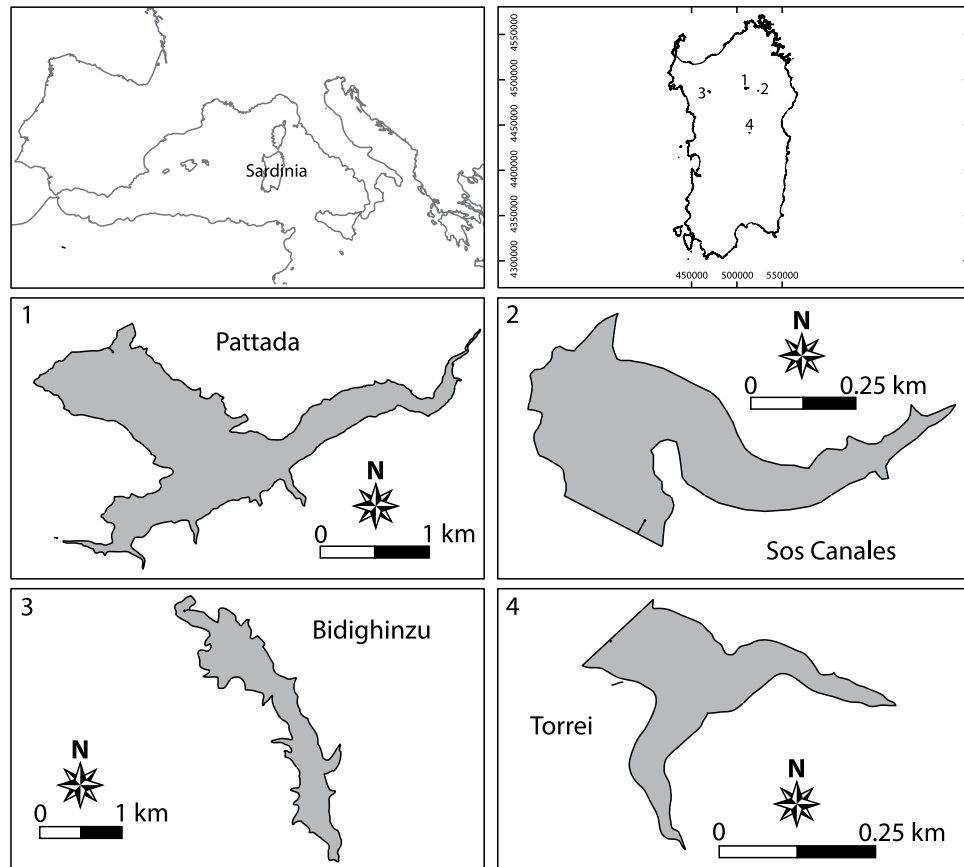 Sardinia
4550000
4500000
4450000
4400000
4350000
4300000
1
3
2
4
450000 500000 550000
1
Pattada
N
0 1 km
2
N
0 0.25 km
Sos Canales
3
Bidighinzu
N
0 1 km
4
Torrei
N
0 0.25 km